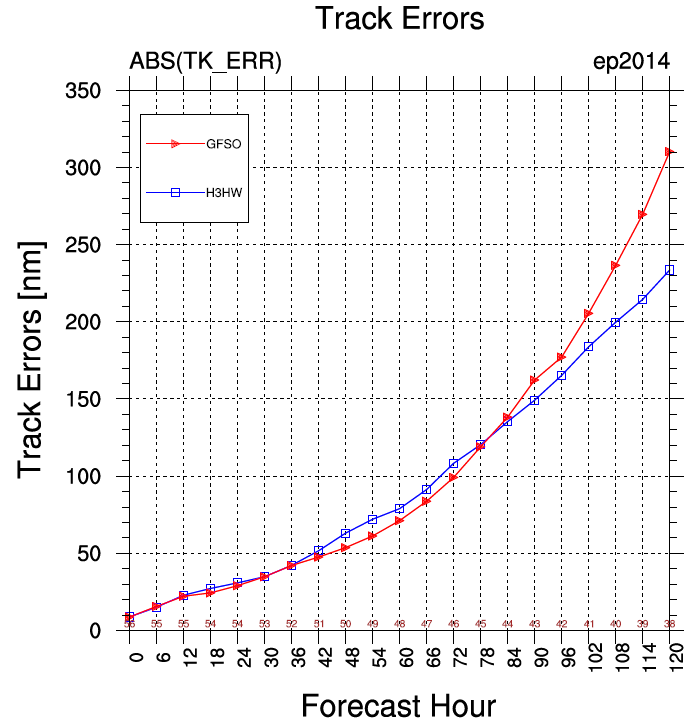 Track Errors
ABS(TK_ERR)
ep2014
350
300
250
200
150
100
50
0
GFSO
H3HW
Track Errors [nm]
56 55 55 54 54 53 52 51 50 49 48 47 46 45 44 43 42 41 40 39 38
0 6 12 18 24 30 36 42 48 54 60 66 72 78 84 90 96 102 108 114 120
Forecast Hour